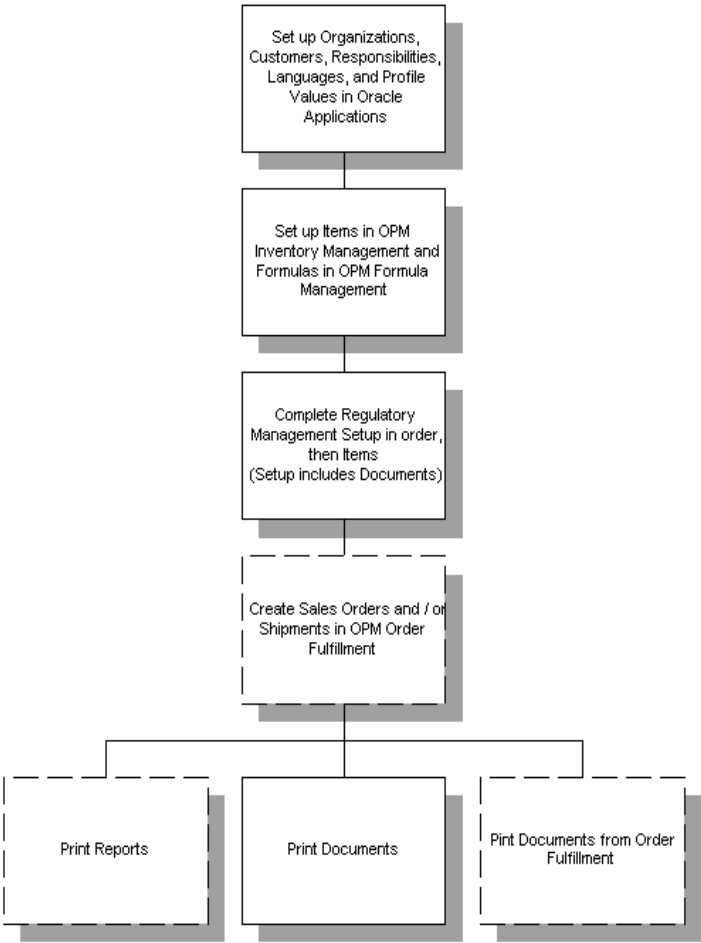 Set up Organizations,
Customers, Responsibilities,
Languages, and Profile
Values in Oracle
Applications
Set up Items in OPM
Inventory Management and
Formulas in OPM Formula
Management
Complete Regulatory
Management Setup in order,
then Items
(Setup includes Documents)
Create Sales Orders and / or
Shipments in OPM Order
Fulfillment
Print Reports
Print Documents
Pint Documents from Order
Fulfillment